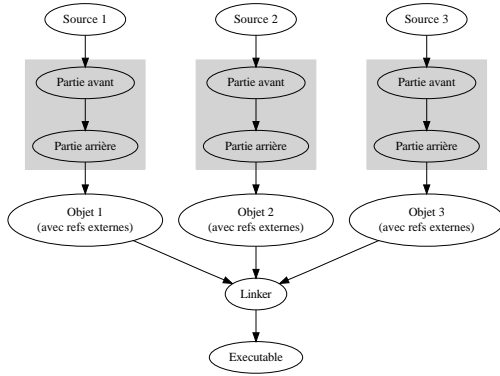 Source 1
Source 2
Source 3
Partie avant
Partie avant
Partie avant
Partie arrière
Partie arrière
Partie arrière
Objet 1
(avec refs externes)
Objet 2
(avec refs externes)
Objet 3
(avec refs externes)
Linker
Executable